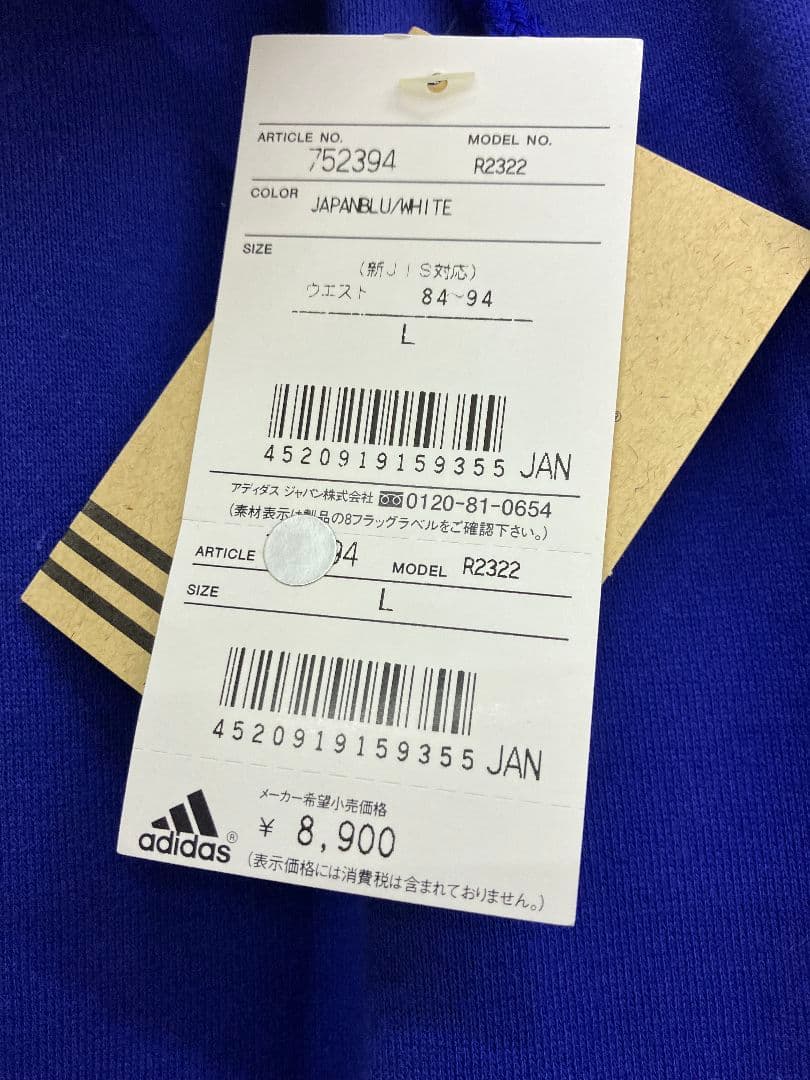 ARTICLE NO. MODEL NO.
752394 R2322
COLOR JAPANBLU/WHITE
SIZE
(新JIS対応)
ウエスト 84~94
L
4520919159355 JAN
アディダス ジャパン株式会社 0120-81-0654
(素材表示は製品の8フラッグラベルをご確認下さい。)
ARTICLE 94 MODEL R2322
SIZE L
4520919159355 JAN
メーカー希望小売価格
adidas® ¥ 8,900
(表示価格には消費税は含まれておりません。)